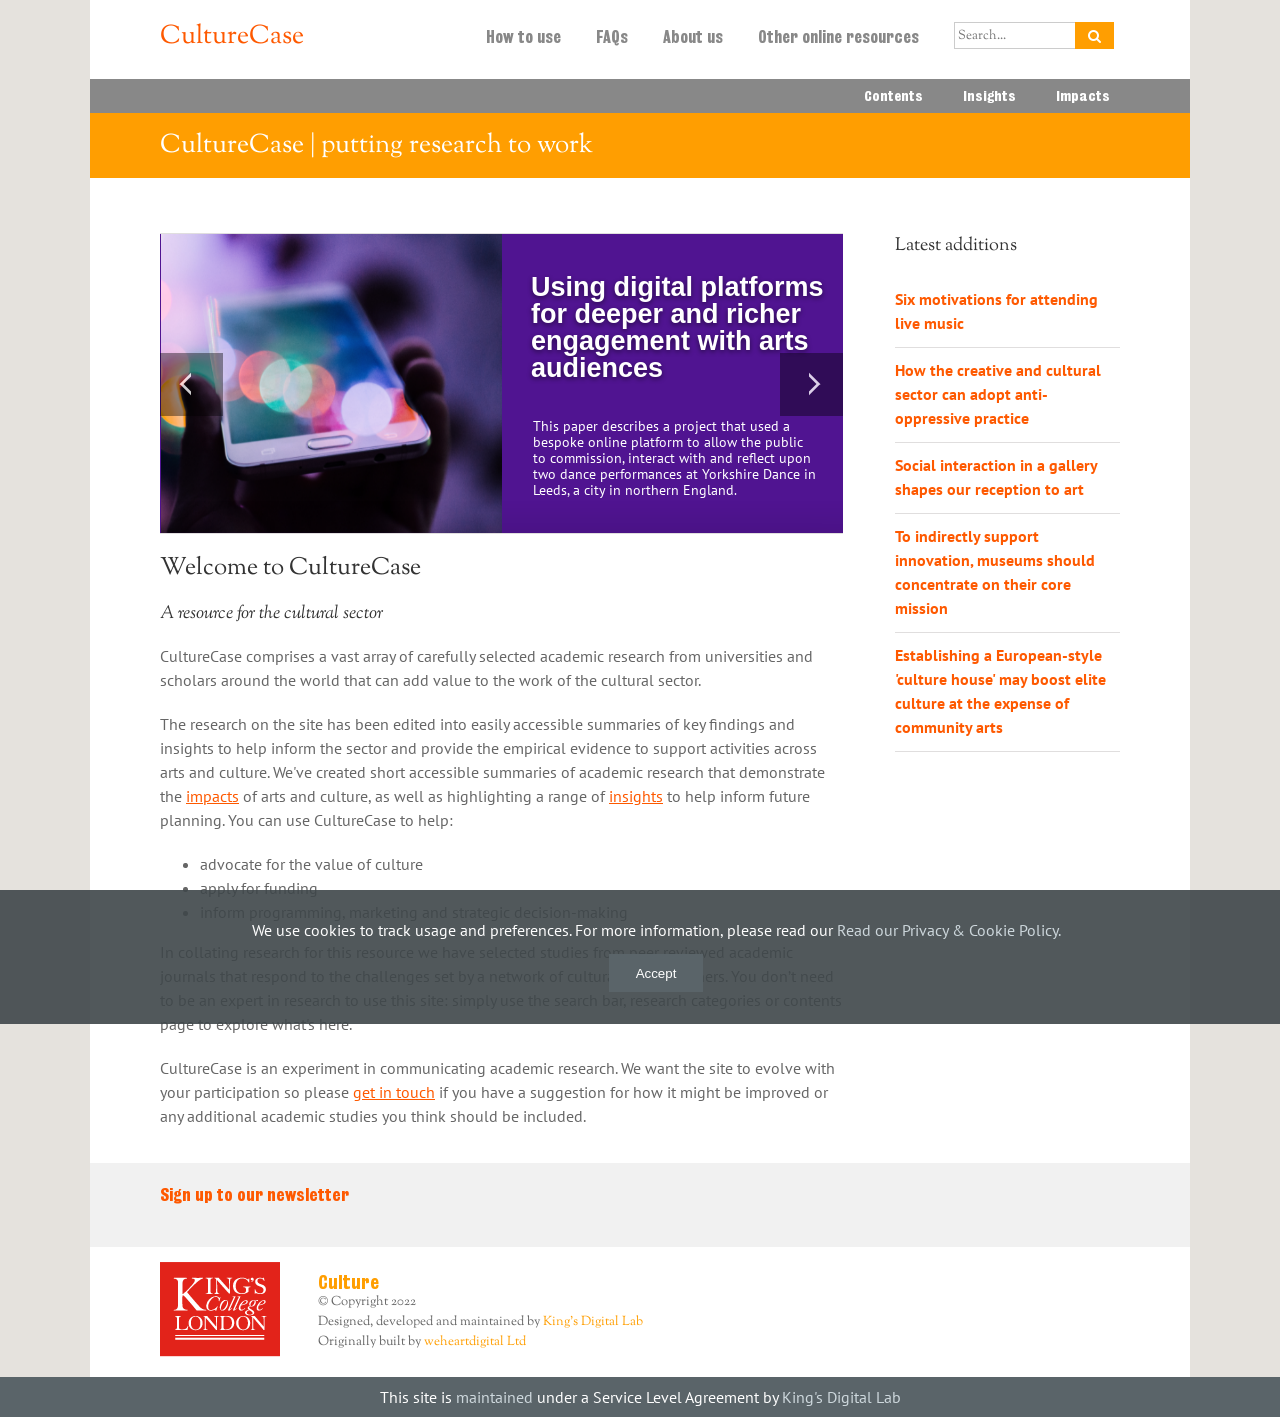 CultureCase
How to use FAQs About us Other online resources Search...
Contents Insights Impacts
CultureCase | putting research to work
Using digital platforms
for deeper and richer
engagement with arts
audiences
This paper describes a project that used a
bespoke online platform to allow the public
to commission, interact with and reflect upon
two dance performances at Yorkshire Dance in
Leeds, a city in northern England.
Welcome to CultureCase
A resource for the cultural sector
CultureCase comprises a vast array of carefully selected academic research from universities and
scholars around the world that can add value to the work of the cultural sector.
The research on the site has been edited into easily accessible summaries of key findings and
insights to help inform the sector and provide the empirical evidence to support activities across
arts and culture. We've created short accessible summaries of academic research that demonstrate
the impacts of arts and culture, as well as highlighting a range of insights to help inform future
planning. You can use CultureCase to help:
• advocate for the value of culture
• apply for funding
• inform programming, marketing and strategic decision-making
In collating research for this resource we have selected studies from peer reviewed academic
journals that respond to the challenges set by a network of cultural You don't need
to be an expert in research to use this site: simply use the search bar, research categories or contents
page to explore what's here.
CultureCase is an experiment in communicating academic research. We want the site to evolve with
your participation so please get in touch if you have a suggestion for how it might be improved or
any additional academic studies you think should be included.
Latest additions
Six motivations for attending
live music
How the creative and cultural
sector can adopt anti-
oppressive practice
Social interaction in a gallery
shapes our reception to art
To indirectly support
innovation, museums should
concentrate on their core
mission
Establishing a European-style
'culture house' may boost elite
culture at the expense of
community arts
We use cookies to track usage and preferences. For more information, please read our Read our Privacy & Cookie Policy.
Accept
Sign up to our newsletter
KING'S
College
LONDON
Culture
© Copyright 2022
Designed, developed and maintained by King's Digital Lab
Originally built by weheartdigital Ltd
This site is maintained under a Service Level Agreement by King's Digital Lab